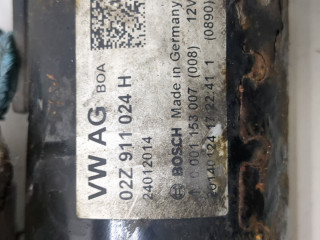 VW AG BOA
02Z 911 024 H
24012014
BOSCH Made in Germany
0 001 153 007 (008) 12V
(0890)